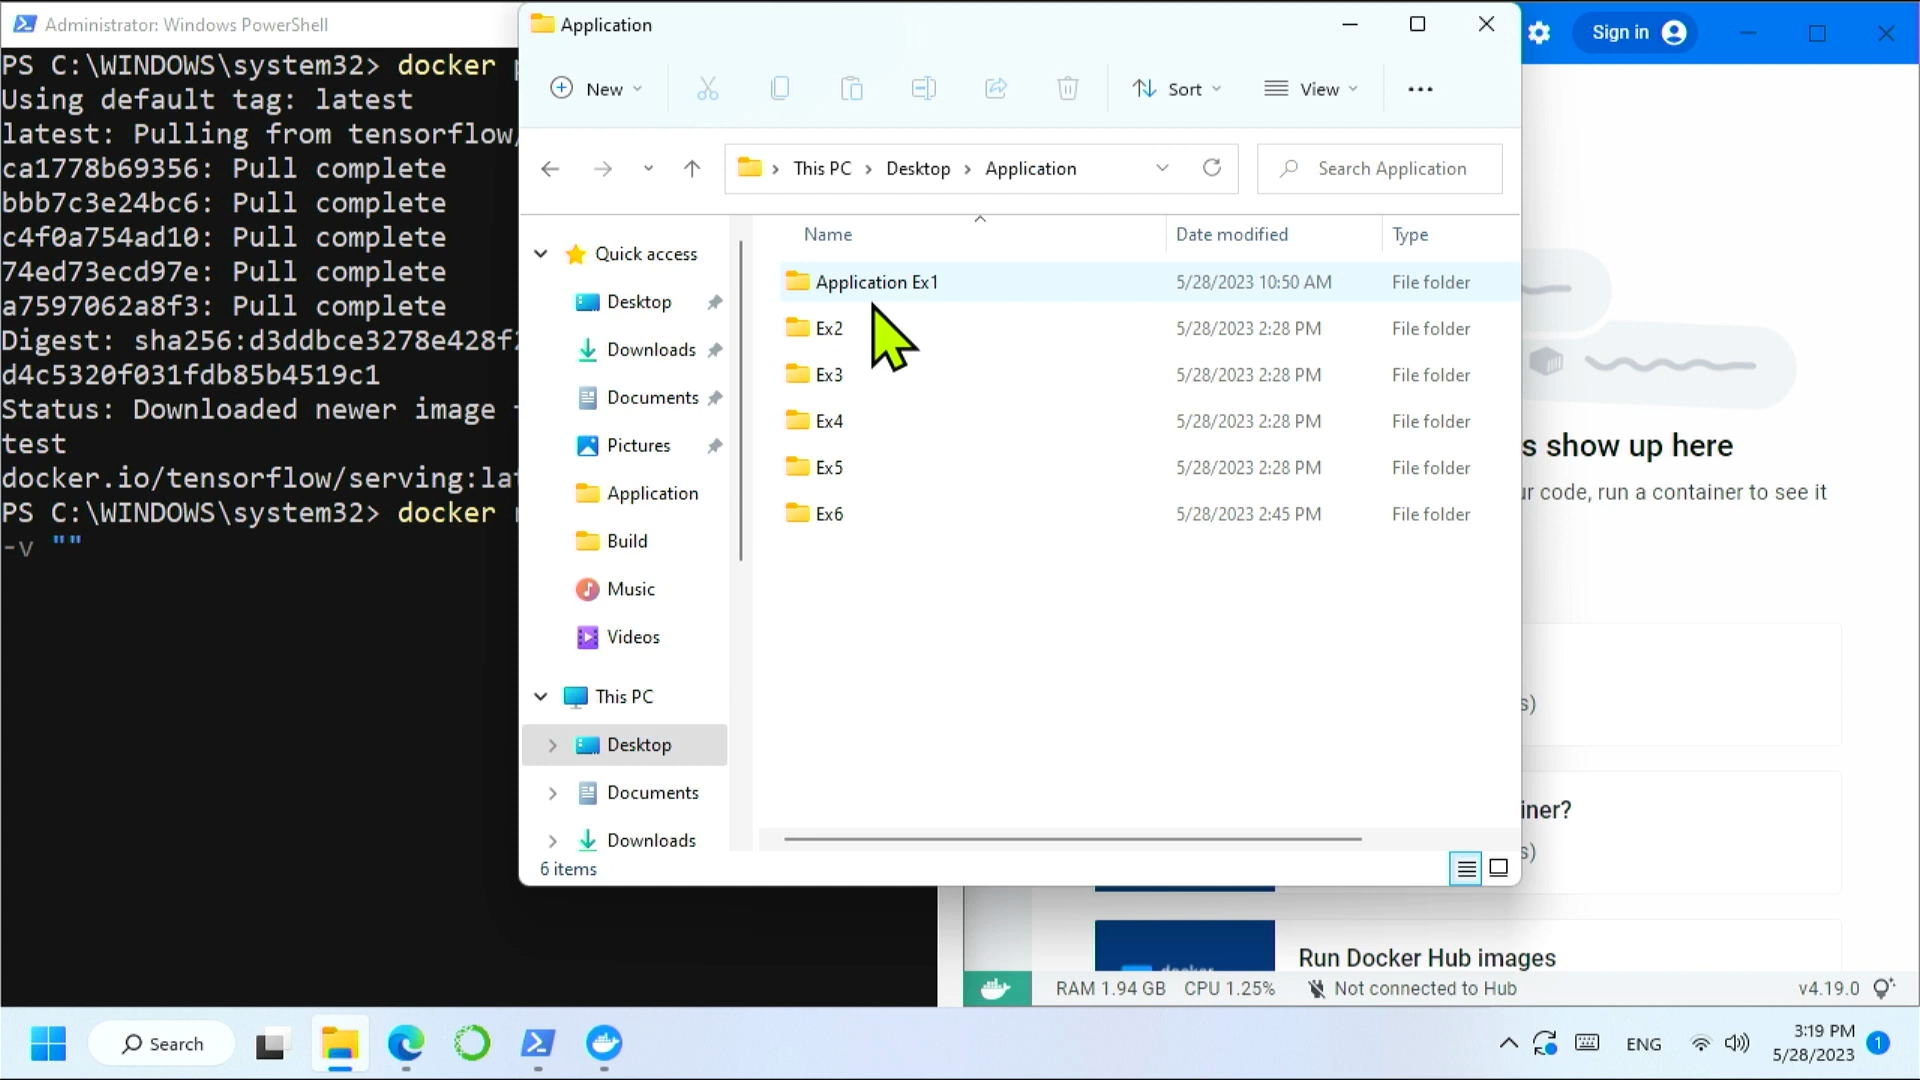 Administrator: Windows PowerShell
PS C:\WINDOWS\system32> docker
Using default tag: latest
latest: Pulling from tensorflow/
ca1778b69356: Pull complete
bbb7c3e24bc6: Pull complete
c4f0a754ad10: Pull complete
74ed73ecd97e: Pull complete
a7597062a8f3: Pull complete
Digest: sha256:d3ddbce3278e428f
d4c5320f031fdb85b4519c1
Status: Downloaded newer image
test
docker.io/tensorflow/serving:la
PS C:\WINDOWS\system32> docker
-v ""
Application
New
Sort
View
This PC
Desktop
Application
Search Application
Quick access
Desktop
Downloads
Documents
Pictures
Application
Build
Music
Videos
This PC
Desktop
Documents
Downloads
Name Date modified Type
Application Ex1 5/28/2023 10:50 AM File folder
Ex2 5/28/2023 2:28 PM File folder
Ex3 5/28/2023 2:28 PM File folder
Ex4 5/28/2023 2:28 PM File folder
Ex5 5/28/2023 2:28 PM File folder
Ex6 5/28/2023 2:45 PM File folder
6 items
Sign in
s show up here
ur code, run a container to see it
s)
iner?
s)
docker
Run Docker Hub images
RAM 1.94 GB CPU 1.25% Not connected to Hub v4.19.0
Search
ENG
3:19 PM
5/28/2023
1